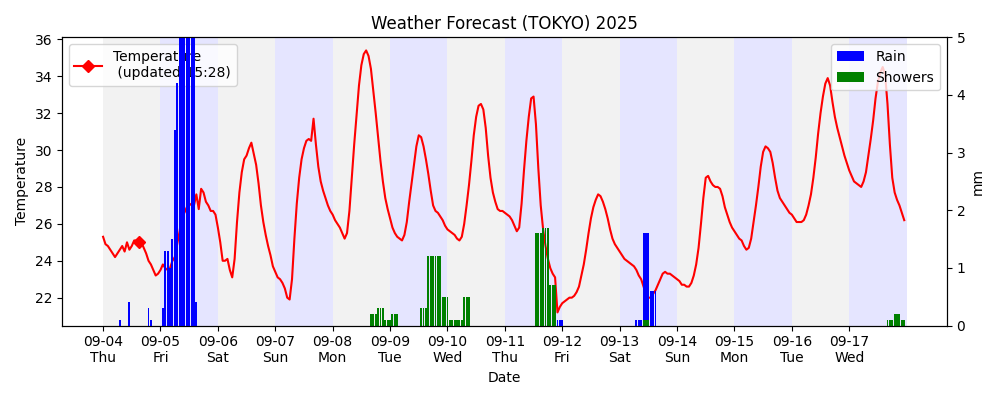 Weather Forecast (TOKYO) 2025
Temperature
(updated 15:28)
Rain
Showers
Temperature
36
34
32
30
28
26
24
22
5
4
3
2
1
0
mm
09-04 09-05 09-06 09-07 09-08 09-09 09-10 09-11 09-12 09-13 09-14 09-15 09-16 09-17
Thu Fri Sat Sun Mon Tue Wed Thu Fri Sat Sun Mon Tue Wed
Date